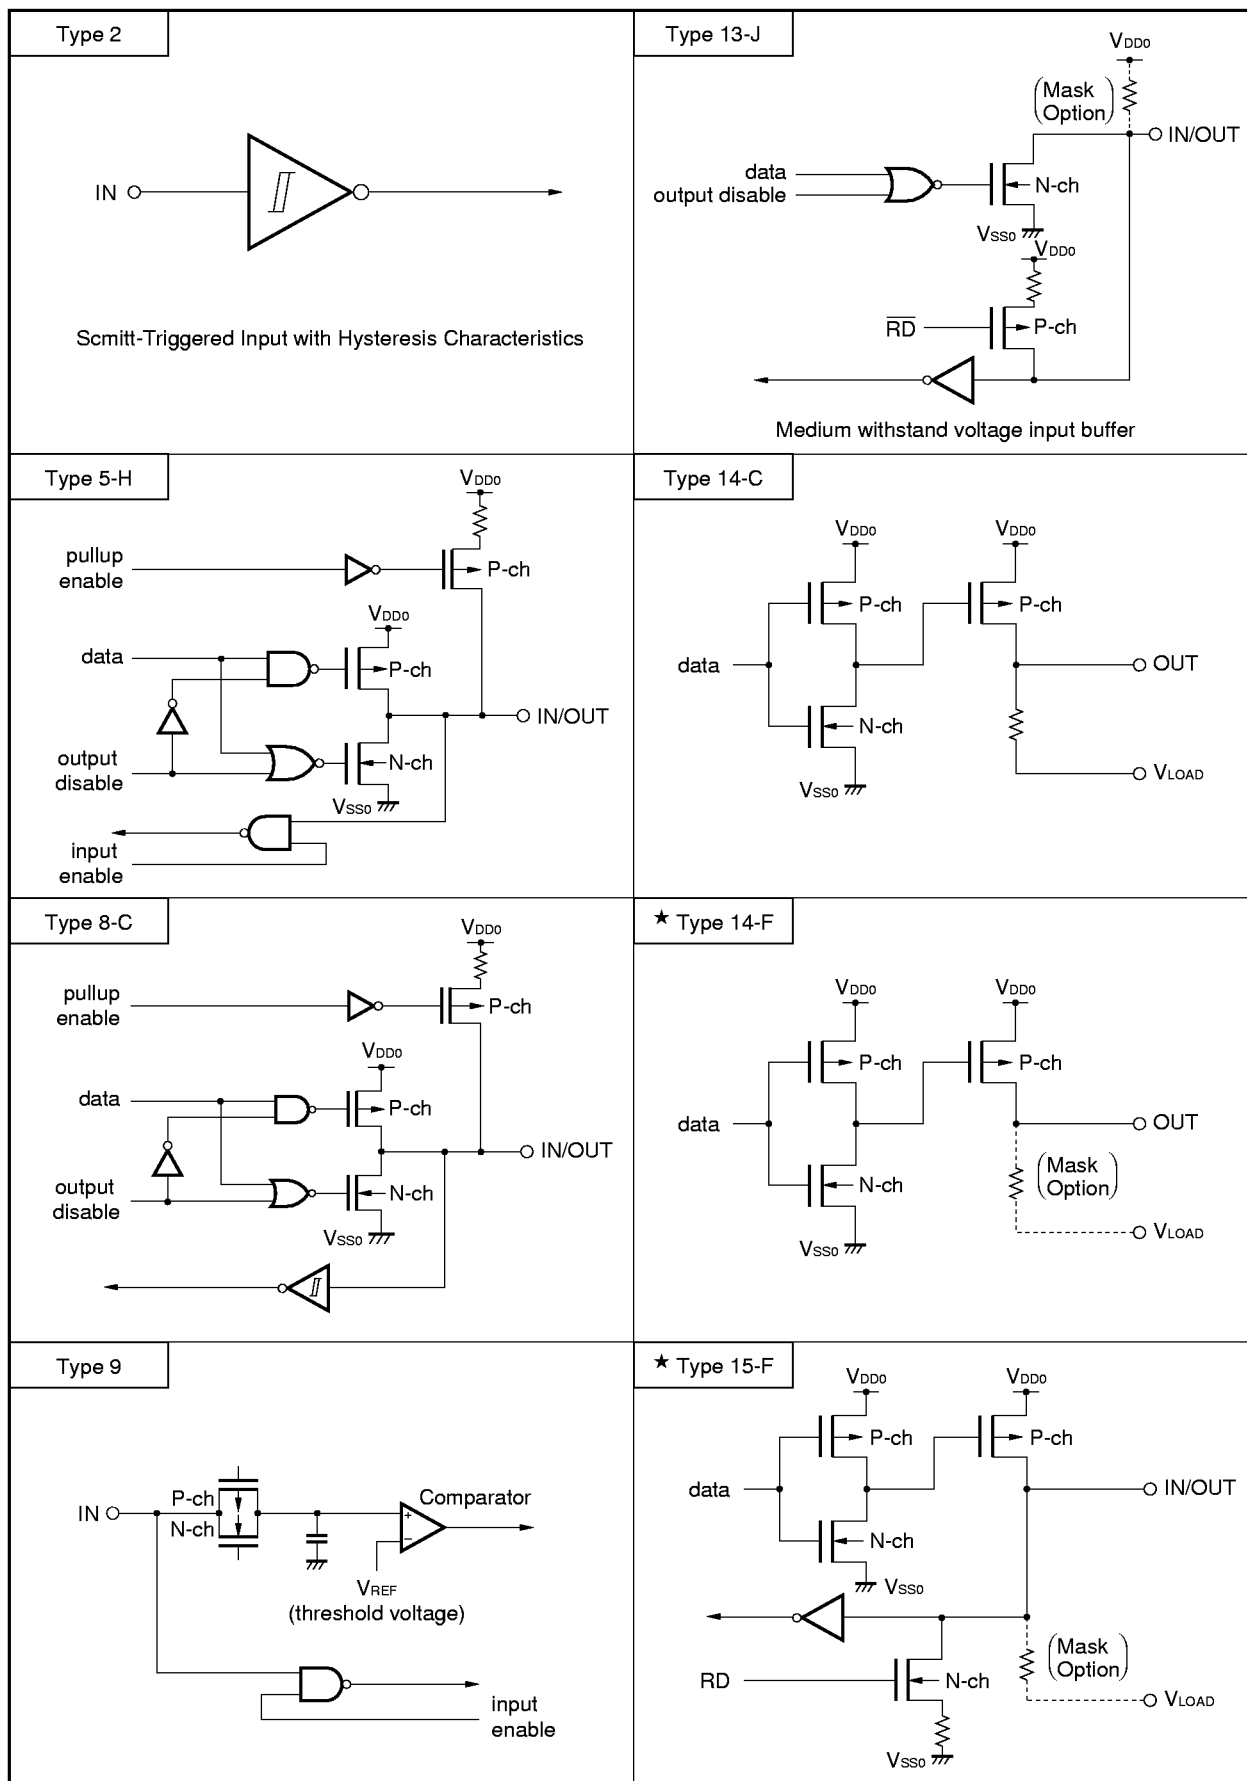 Type 2
IN
Scmitt-Triggered Input with Hysteresis Characteristics
Type 13-J
VDD0
(Mask
Option)
IN/OUT
data
output disable
N-ch
VSS0
VDD0
RD
P-ch
Medium withstand voltage input buffer
Type 5-H
VDD0
pullup
enable
P-ch
VDD0
data
P-ch
IN/OUT
output
disable
N-ch
VSS0
input
enable
Type 14-C
VDD0
VDD0
P-ch
P-ch
data
OUT
N-ch
VLOAD
VSS0
Type 8-C
VDD0
pullup
enable
P-ch
VDD0
data
P-ch
IN/OUT
output
disable
N-ch
VSS0
★ Type 14-F
VDD0
VDD0
P-ch
P-ch
data
OUT
(Mask
Option)
N-ch
VLOAD
VSS0
Type 9
P-ch
IN
N-ch
Comparator
+
−
VREF
(threshold voltage)
input
enable
★ Type 15-F
VDD0
VDD0
P-ch
P-ch
data
IN/OUT
N-ch
VSS0
(Mask
Option)
RD
N-ch
VLOAD
VSS0